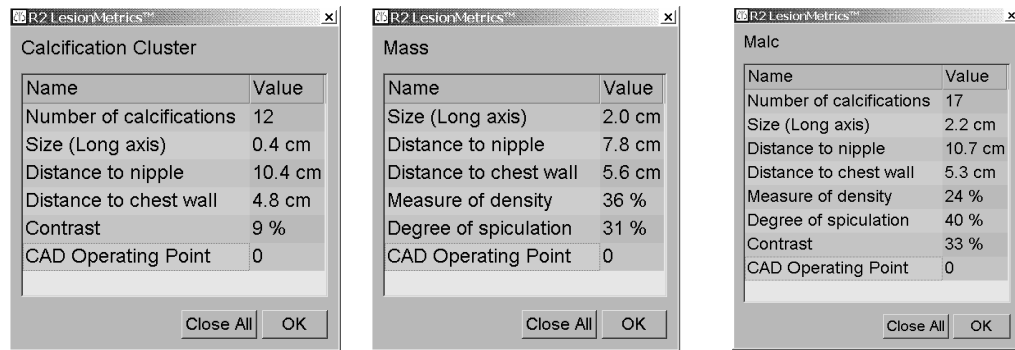 R2 LesionMetrics™
Calcification Cluster
Name Value
Number of calcifications 12
Size (Long axis) 0.4 cm
Distance to nipple 10.4 cm
Distance to chest wall 4.8 cm
Contrast 9 %
CAD Operating Point 0
Close All OK
R2 LesionMetrics™
Mass
Name Value
Size (Long axis) 2.0 cm
Distance to nipple 7.8 cm
Distance to chest wall 5.6 cm
Measure of density 36 %
Degree of spiculation 31 %
CAD Operating Point 0
Close All OK
R2 LesionMetrics™
Malc
Name Value
Number of calcifications 17
Size (Long axis) 2.2 cm
Distance to nipple 10.7 cm
Distance to chest wall 5.3 cm
Measure of density 24 %
Degree of spiculation 40 %
Contrast 33 %
CAD Operating Point 0
Close All OK